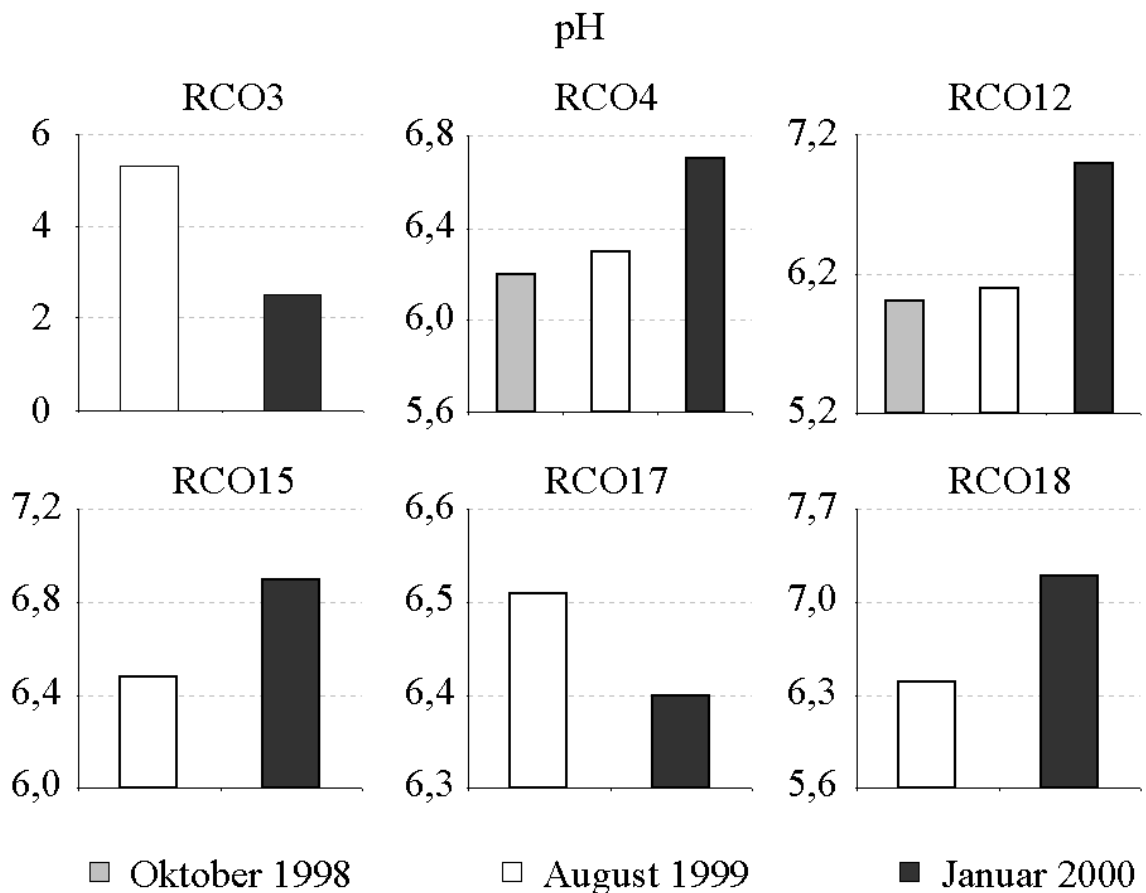 pH
RCO3
6
4
2
0
RCO4
6,8
6,4
6,0
5,6
RCO12
7,2
6,2
5,2
RCO15
7,2
6,8
6,4
6,0
RCO17
6,6
6,5
6,4
6,3
RCO18
7,7
7,0
6,3
5,6
Oktober 1998
August 1999
Januar 2000